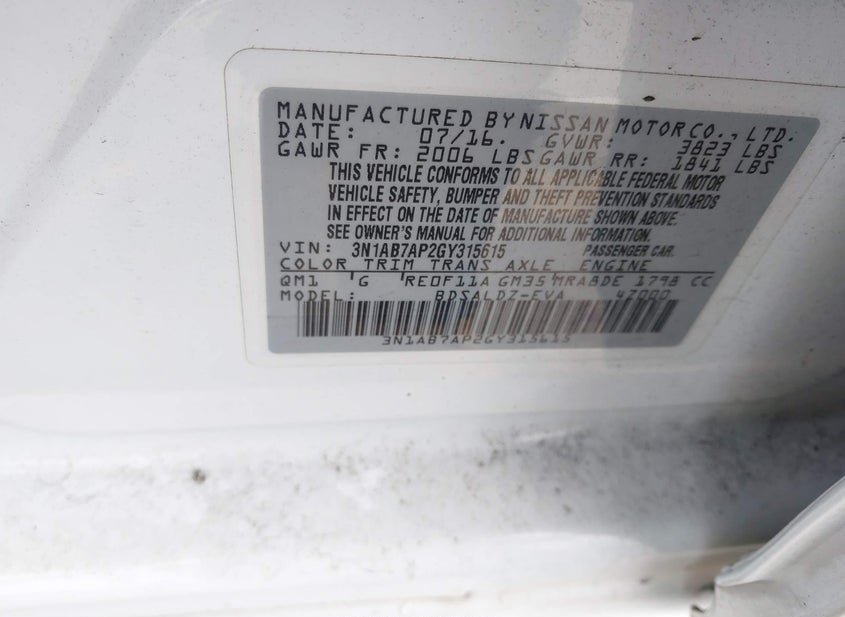 MANUFACTURED BY NISSAN MOTOR CO., LTD.
DATE: 07/16. GVWR: 3823 LBS
GAWR FR: 2006 LBS GAWR RR: 1841 LBS
THIS VEHICLE CONFORMS TO ALL APPLICABLE FEDERAL MOTOR
VEHICLE SAFETY, BUMPER AND THEFT PREVENTION STANDARDS
IN EFFECT ON THE DATE OF MANUFACTURE SHOWN ABOVE.
SEE OWNER'S MANUAL FOR ADDITIONAL INFORMATION.
VIN: 3N1AB7AP2GY315615 PASSENGER CAR.
COLOR TRIM TRANS AXLE ENGINE
QM1 'G 'RE0F11A GM35 'MRA8DE 1798 CC
MODEL: BDSALDZ-EVA 4Z000
3N1AB7AP2GY315615